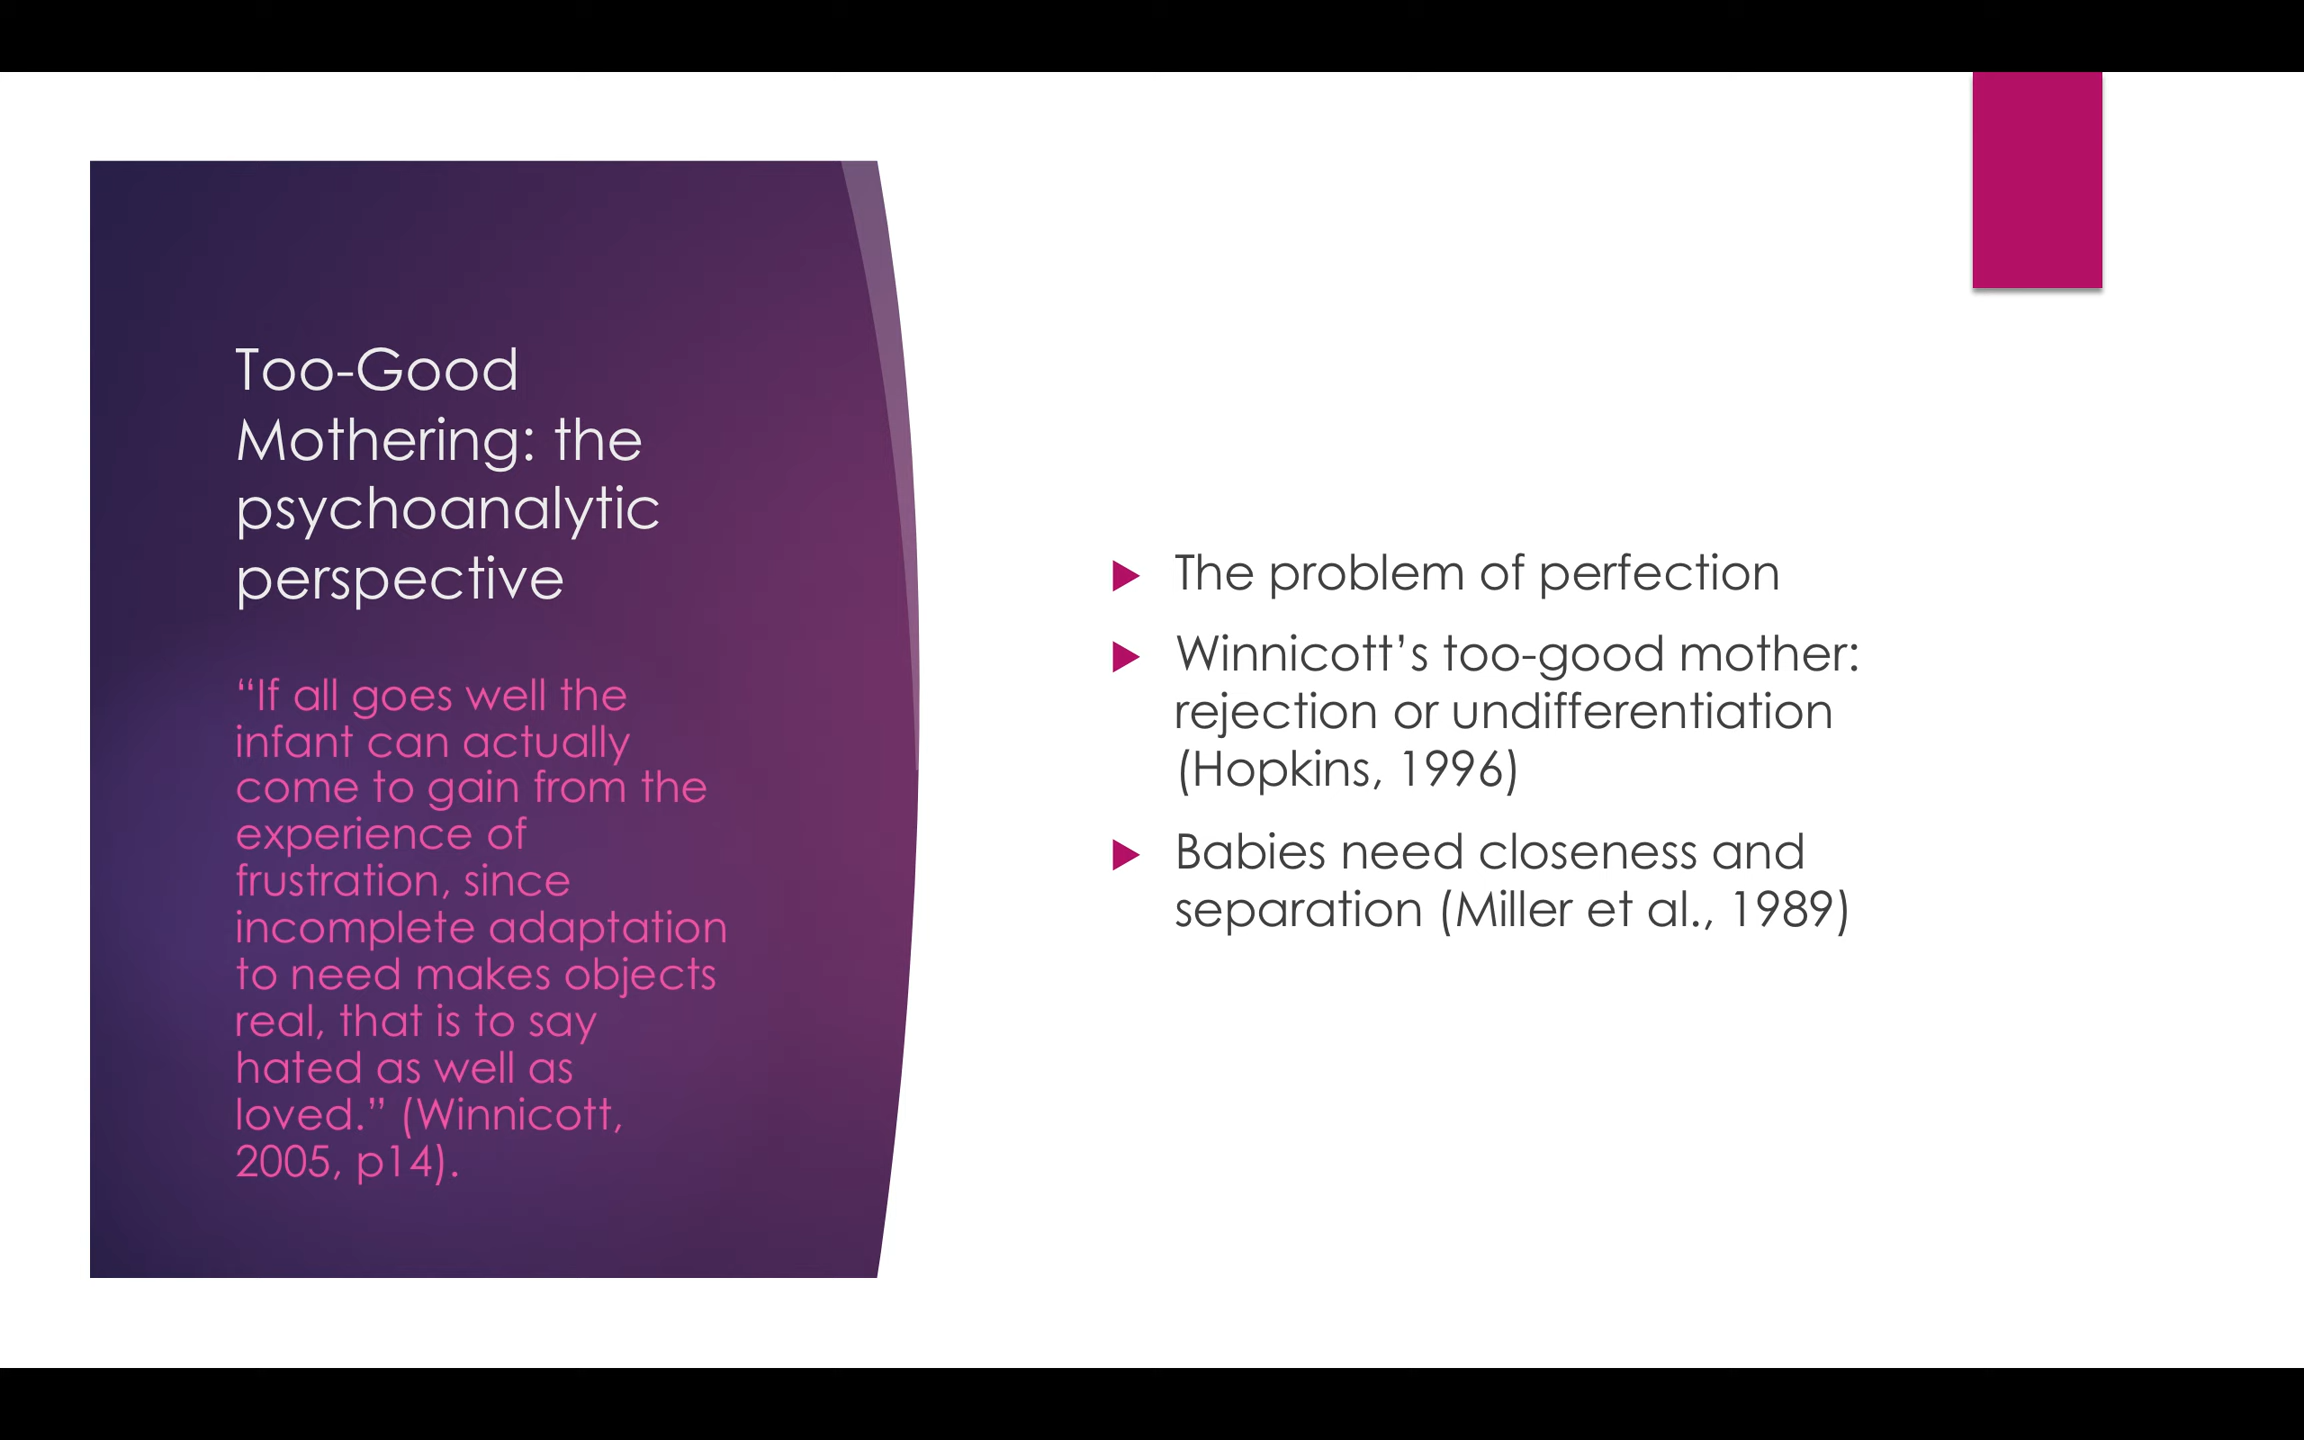 Too-Good
Mothering: the
psychoanalytic
perspective
“If all goes well the
infant can actually
come to gain from the
experience of
frustration, since
incomplete adaptation
to need makes objects
real, that is to say
hated as well as
loved.” (Winnicott,
2005, p14).
The problem of perfection
Winnicott’s too-good mother:
rejection or undifferentiation
(Hopkins, 1996)
Babies need closeness and
separation (Miller et al., 1989)